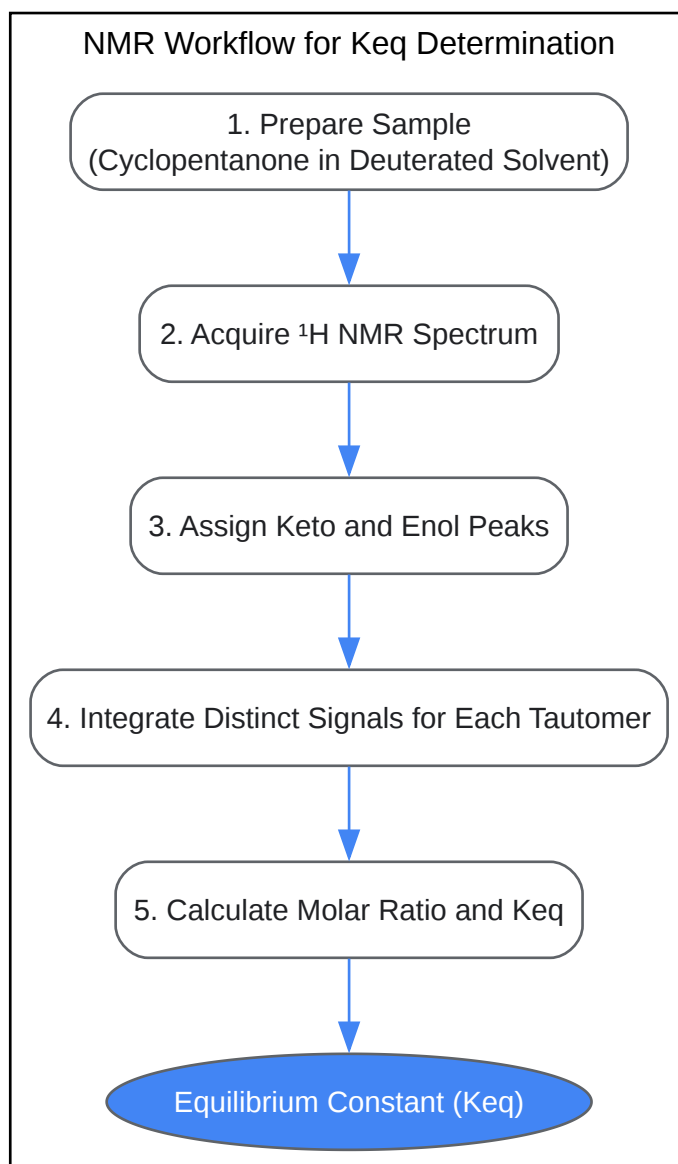 NMR Workflow for Keq Determination
1. Prepare Sample
(Cyclopentanone in Deuterated Solvent)
2. Acquire ¹H NMR Spectrum
3. Assign Keto and Enol Peaks
4. Integrate Distinct Signals for Each Tautomer
5. Calculate Molar Ratio and Keq
Equilibrium Constant (Keq)